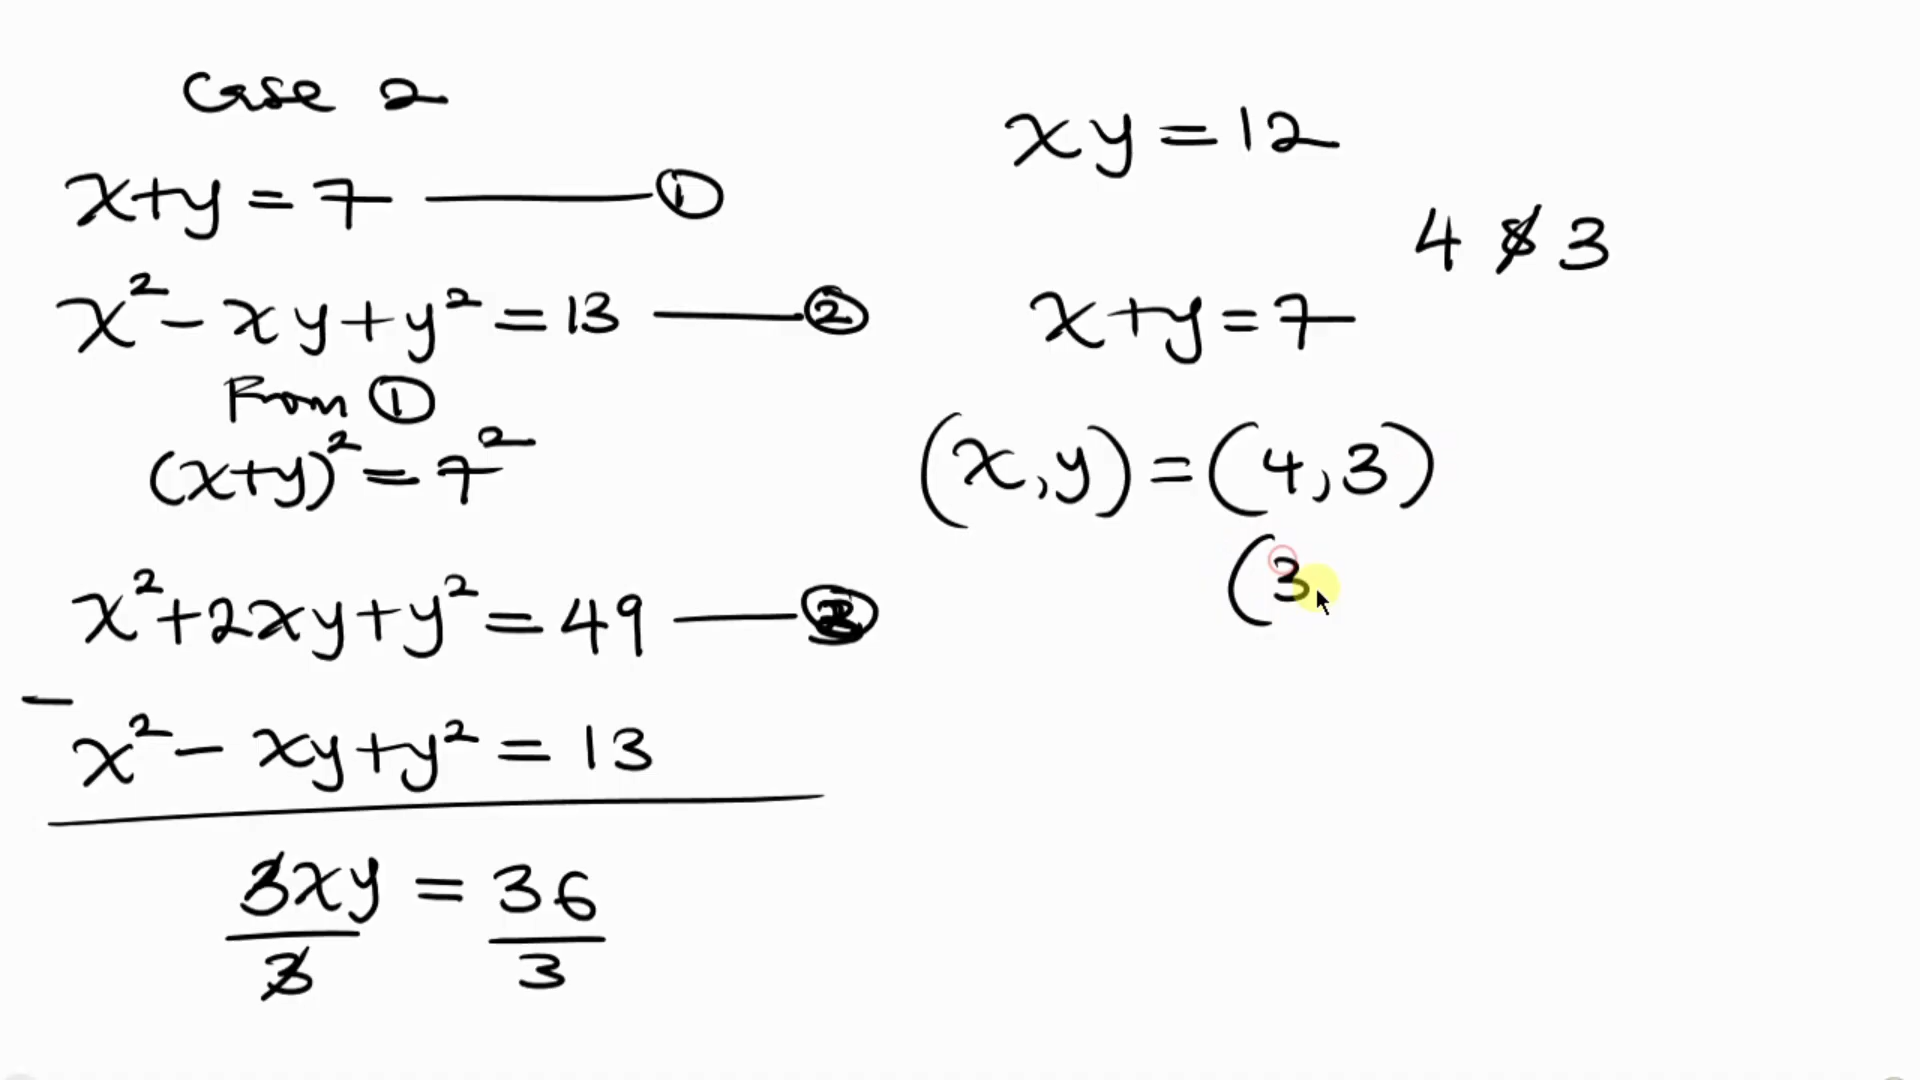 Case 2
x+y = 7 ——— ①
x² - xy + y² = 13 ——— ②
From ①
(x+y)² = 7²
x² + 2xy + y² = 49 ———
- x² - xy + y² = 13
3xy = 36
3 3
xy = 12
4 & 3
x+y = 7
(x, y) = (4, 3)
(3,